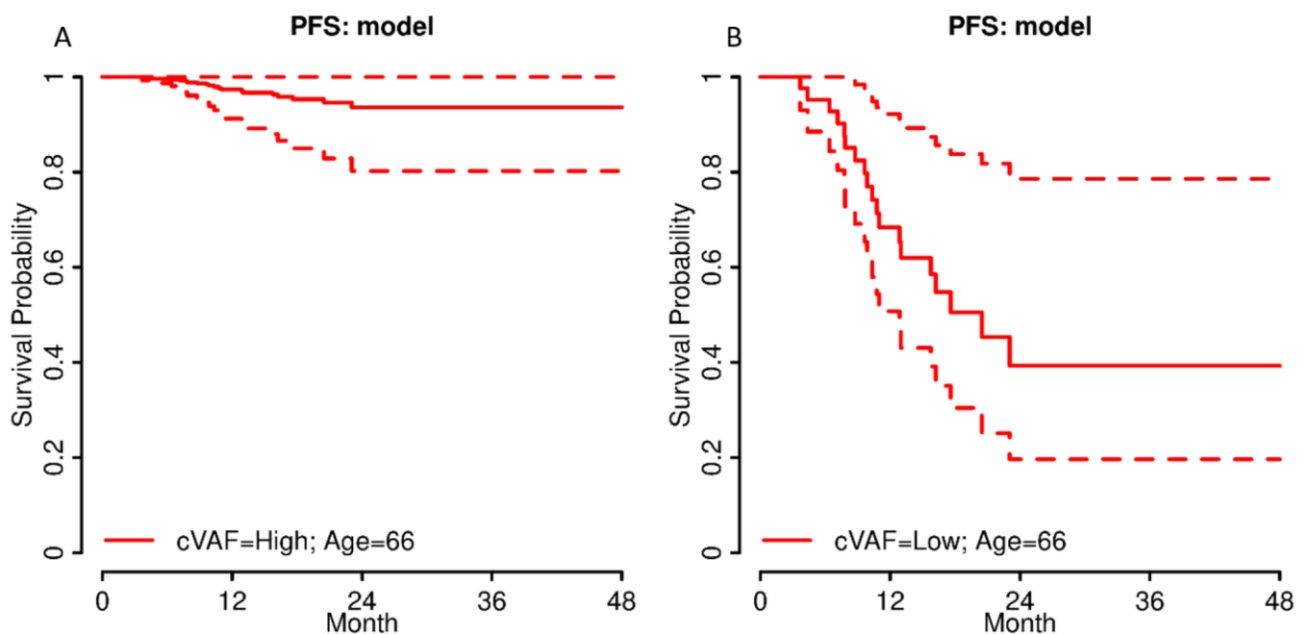 A
PFS: model
Survival Probability
1
0.8
0.6
0.4
0.2
0
cVAF=High; Age=66
0 12 24 36 48
Month
B
PFS: model
Survival Probability
1
0.8
0.6
0.4
0.2
0
cVAF=Low; Age=66
0 12 24 36 48
Month